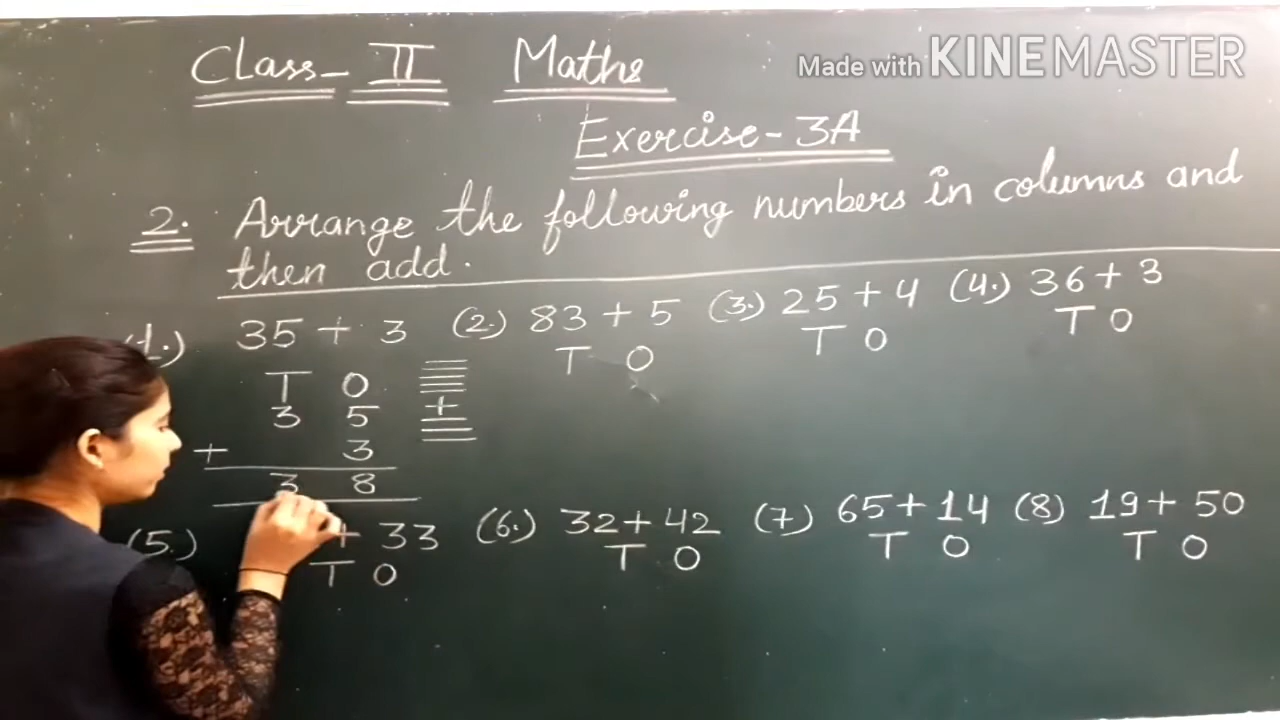 Made with KINEMASTER
Class- II Maths
Exercise-3A
2. Arrange the following numbers in columns and
then add.
(1.) 35 + 3 (2.) 83 + 5 (3.) 25 + 4 (4.) 36 + 3
T O T O T O T O
3 5 +
+ 3
3 8
(5.) + 33 (6.) 32 + 42 (7.) 65 + 14 (8) 19 + 50
T O T O T O T O